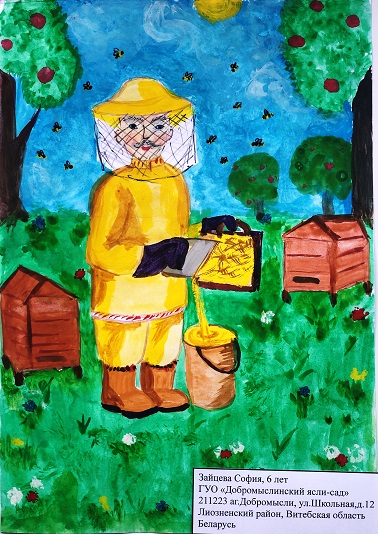 Зайцева София, 6 лет
ГУО «Добромыслинский ясли-сад»
211223 аг.Добромысли, ул.Школьная,д.12
Лиозненский район, Витебская область
Беларусь